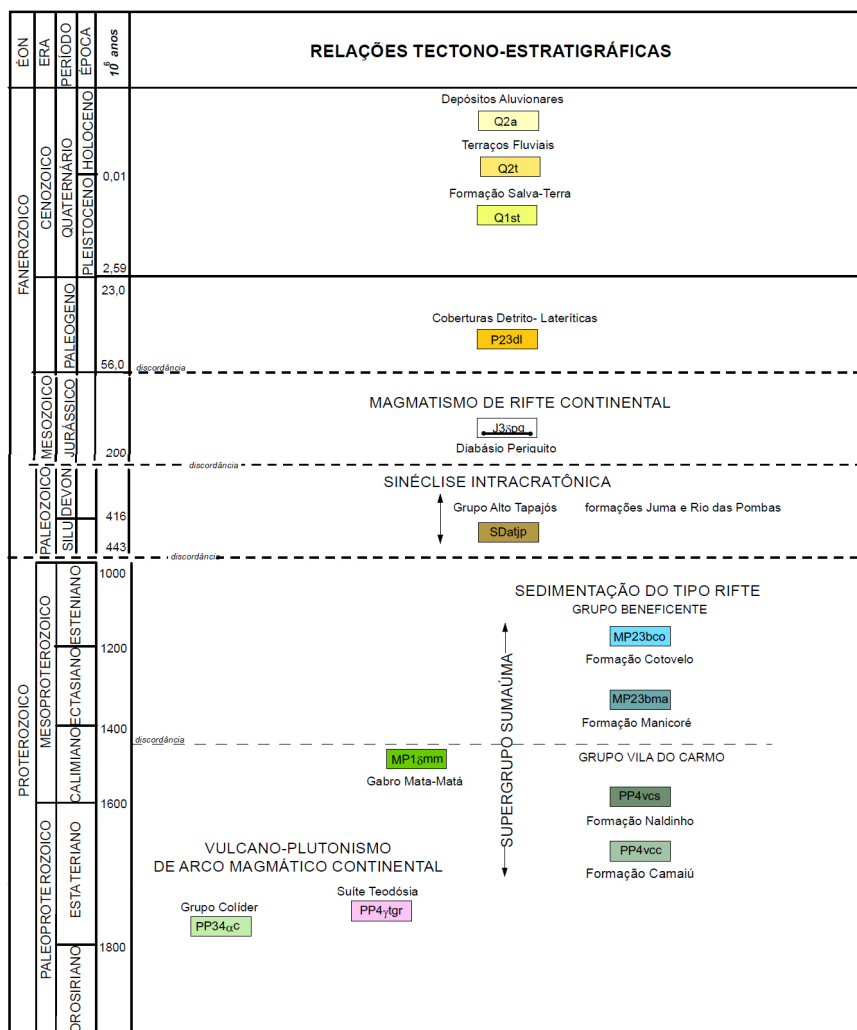 ÉON
ERA
PERÍODO
ÉPOCA
10⁶ anos
RELAÇÕES TECTONO-ESTRATIGRÁFICAS
FANEROZOICO
CENOZOICO
QUATERNÁRIO
HOLOCENO
Depósitos Aluvionares
Q2a
Terraços Fluviais
Q2t
0,01
PLEISTOCENO
Formação Salva-Terra
Q1st
2,59
23,0
PALEOGENO
Coberturas Detrito- Lateríticas
P23dl
56,0
discordância
MESOZOICO
JURÁSSICO
MAGMATISMO DE RIFTE CONTINENTAL
J3δpq
Diabásio Periquito
200
discordância
PALEOZOICO
DEVONI
SINÉCLISE INTRACRATÔNICA
Grupo Alto Tapajós formações Juma e Rio das Pombas
416
SILU
SDatjp
443
discordância
1000
PROTEROZOICO
MESOPROTEROZOICO
ESTENIANO
SEDIMENTAÇÃO DO TIPO RIFTE
GRUPO BENEFICENTE
MP23bco
1200
Formação Cotovelo
ECTASIANO
SUPERGRUPO SUMAÚMA
MP23bma
Formação Manicoré
1400
discordância
CALIMIANO
MP1δmm
Gabro Mata-Matá
GRUPO VILA DO CARMO
PP4vcs
1600
Formação Naldinho
PALEOPROTEROZOICO
ESTATERIANO
VULCANO-PLUTONISMO
DE ARCO MAGMÁTICO CONTINENTAL
PP4vcc
Formação Camaiú
Suíte Teodósia
PP4γtgr
Grupo Colíder
PP34αc
1800
OROSIRIANO